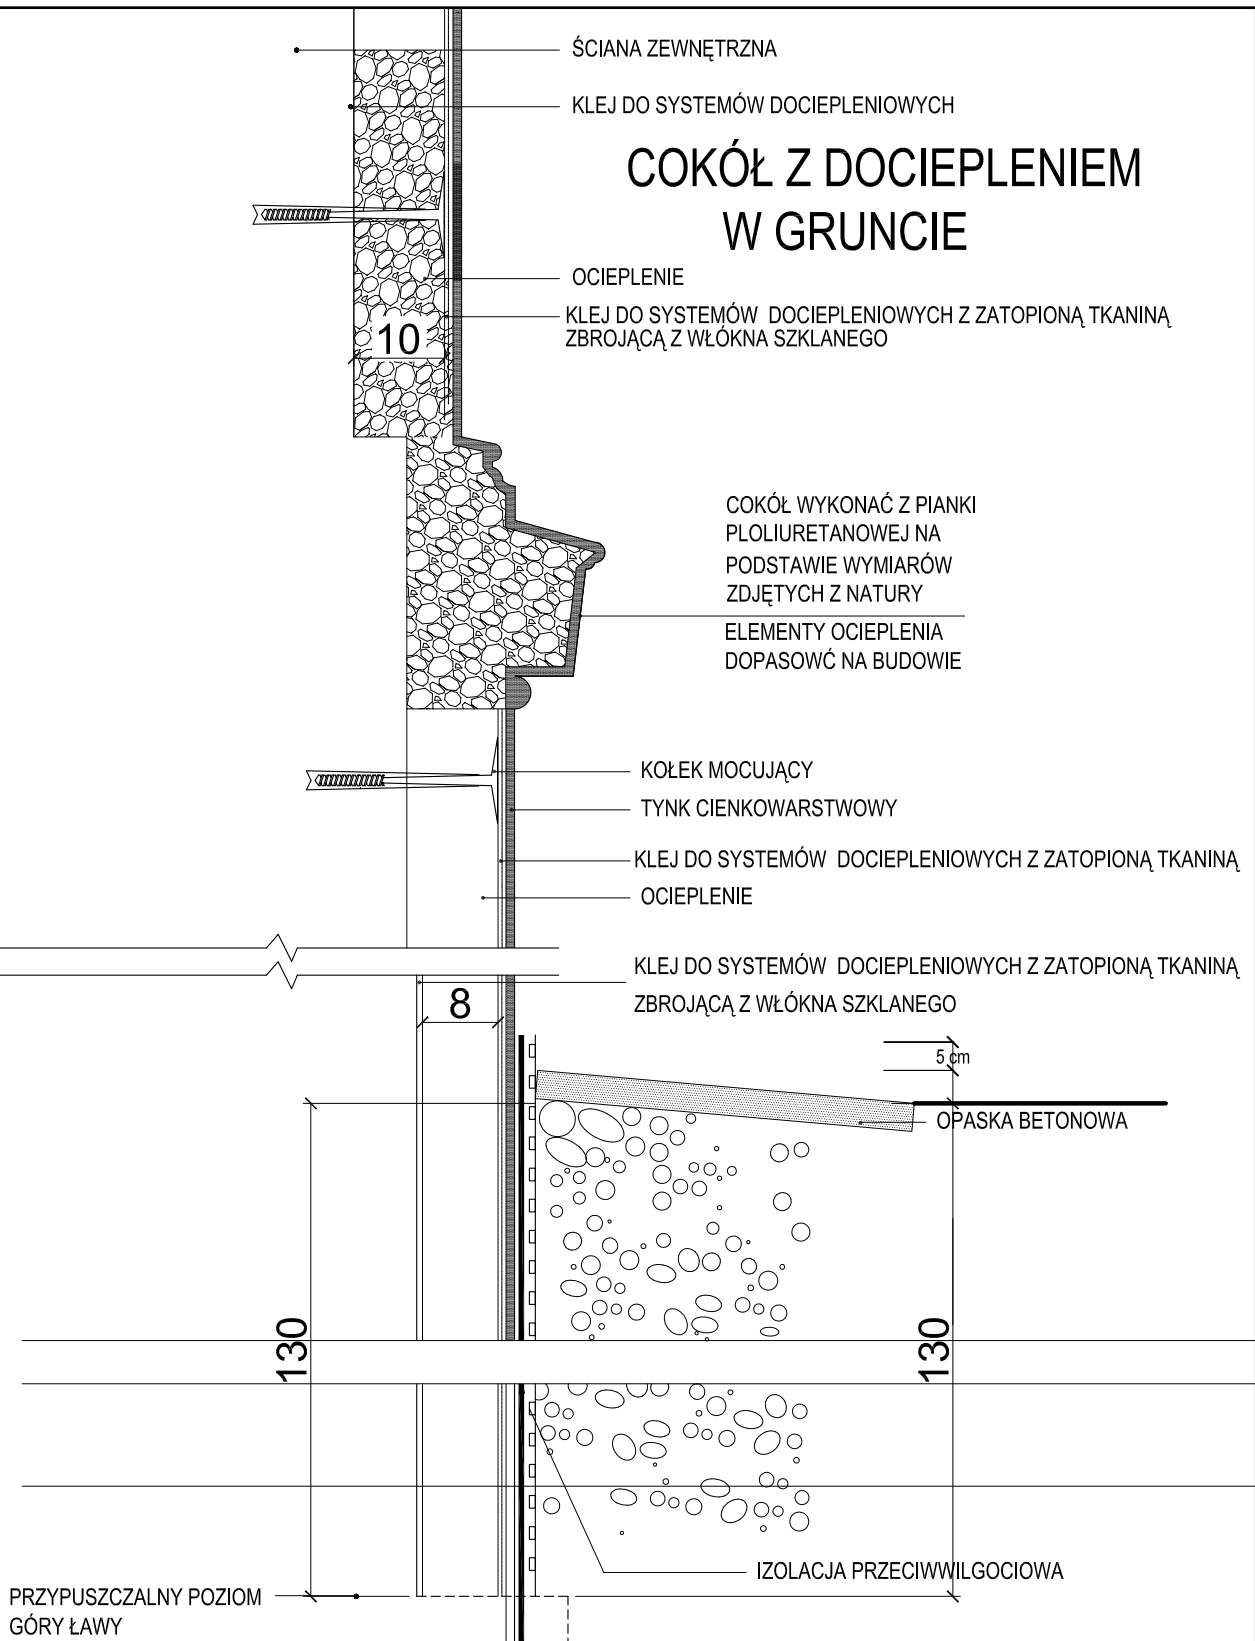 ŚCIANA ZEWNĘTRZNA
KLEJ DO SYSTEMÓW DOCIEPLENIOWYCH
COKÓŁ Z DOCIEPLENIEM
W GRUNCIE
OCIEPLENIE
KLEJ DO SYSTEMÓW DOCIEPLENIOWYCH Z ZATOPIONĄ TKANINĄ
ZBROJĄCĄ Z WŁÓKNA SZKLANEGO
10
COKÓŁ WYKONAĆ Z PIANKI
PLOLIURETANOWEJ NA
PODSTAWIE WYMIARÓW
ZDJĘTYCH Z NATURY
ELEMENTY OCIEPLENIA
DOPASOWĆ NA BUDOWIE
KOŁEK MOCUJĄCY
TYNK CIENKOWARSTWOWY
KLEJ DO SYSTEMÓW DOCIEPLENIOWYCH Z ZATOPIONĄ TKANINĄ
OCIEPLENIE
KLEJ DO SYSTEMÓW DOCIEPLENIOWYCH Z ZATOPIONĄ TKANINĄ
ZBROJĄCĄ Z WŁÓKNA SZKLANEGO
8
5 cm
OPASKA BETONOWA
130
130
IZOLACJA PRZECIWWILGOCIOWA
PRZYPUSZCZALNY POZIOM
GÓRY ŁAWY